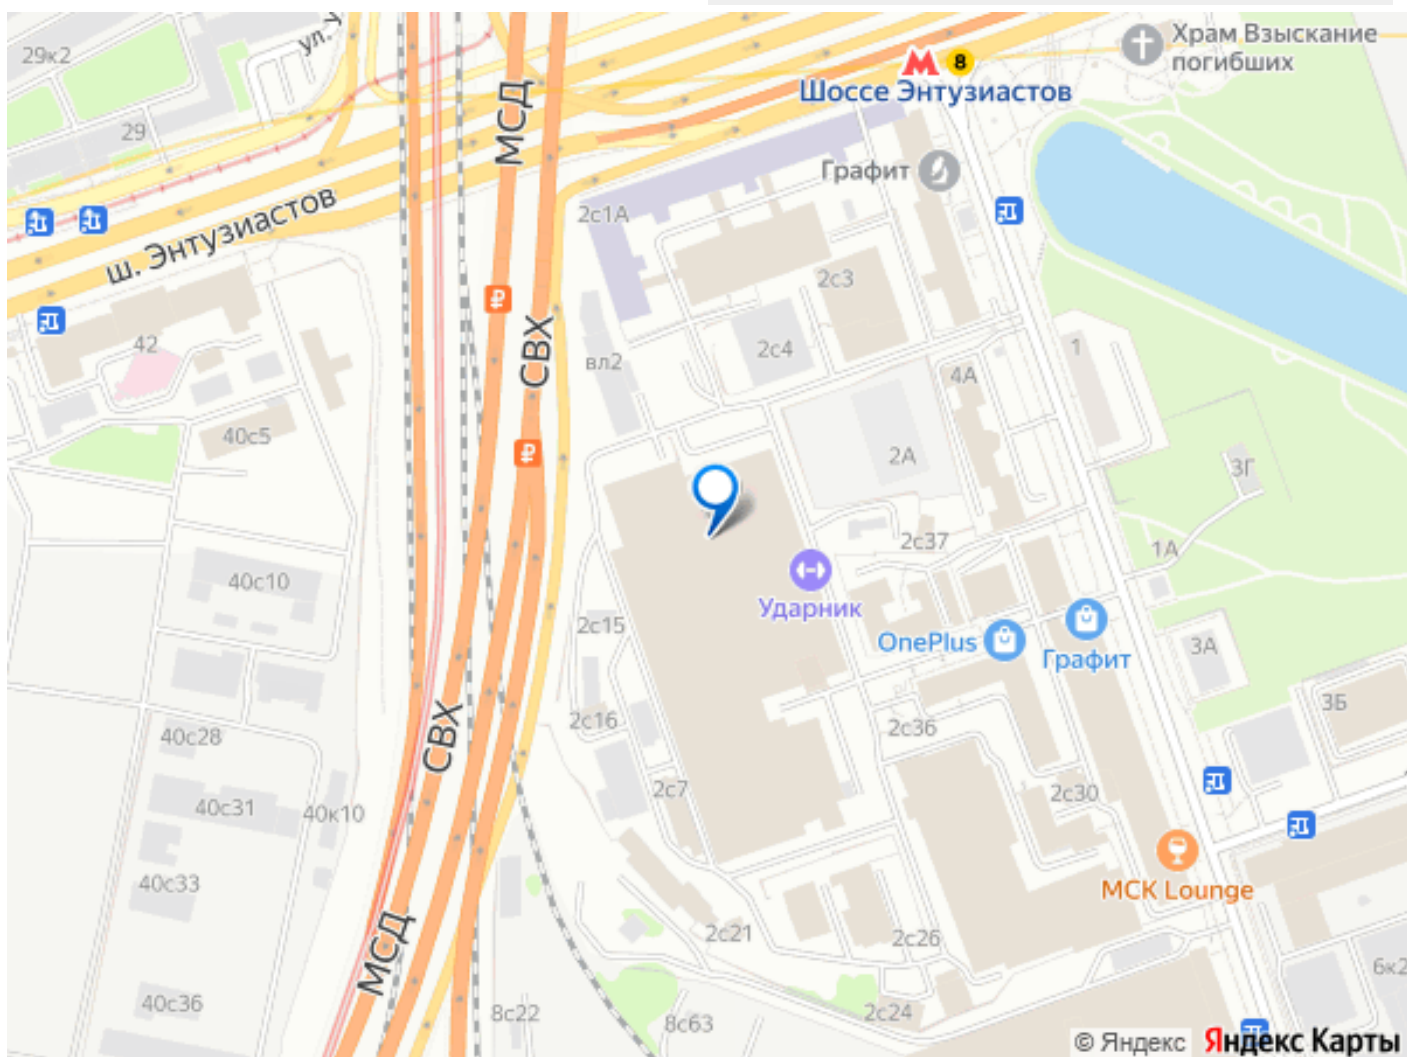 29к2
ул. У
Храм Взыскание
погибших
8
Шоссе Энтузиастов
29
МСД
Графит
2с1А
ш. Энтузиастов
2с3
42
СВХ
вл2
2с4
1
4А
40с5
2А
3Г
2с37
1А
40с10
Ударник
2с15
OnePlus
Графит
3А
2с16
СВХ
3Б
40с28
2с36
2с7
2с30
40с31
40к10
40с33
МСК Lounge
МСД
2с21
2с26
6к2
40с36
8с22
8с63
2с24
© Яндекс
Яндекс Карты